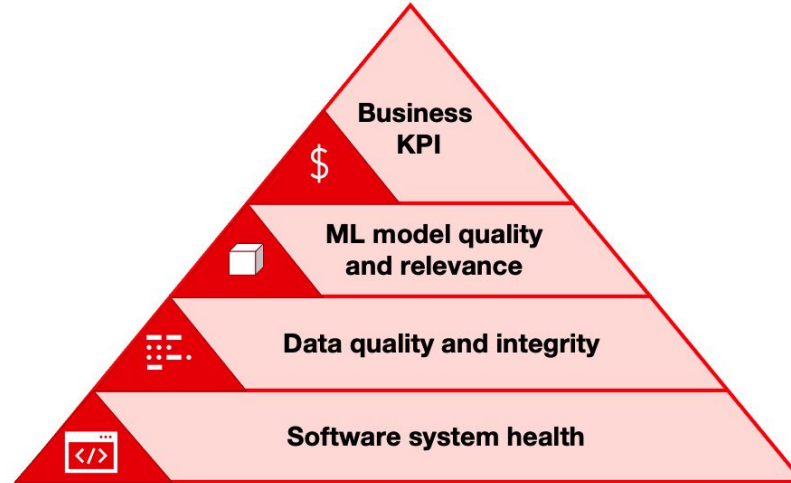 Business
KPI
$
ML model quality
and relevance
Data quality and integrity
Software system health
</>